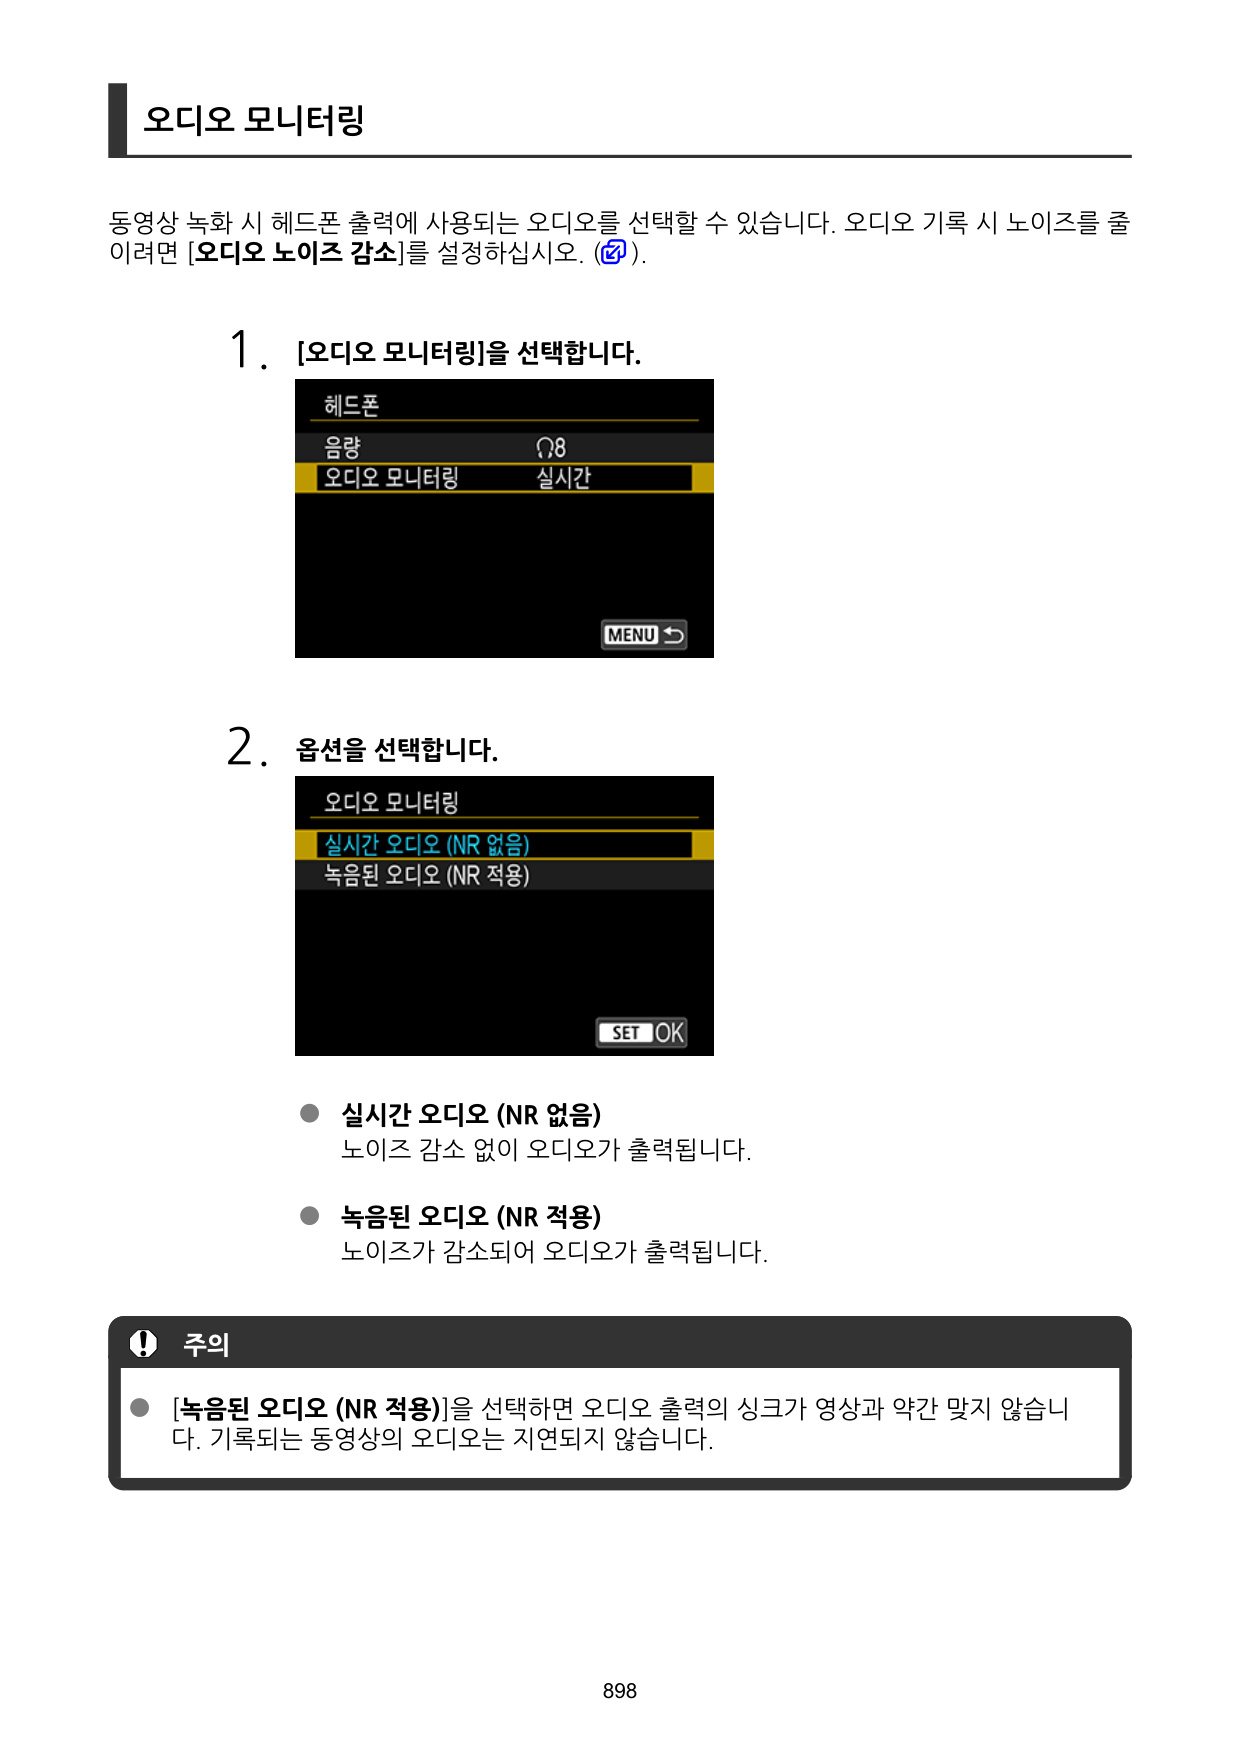 오디오 모니터링
동영상 녹화 시 헤드폰 출력에 사용되는 오디오를 선택할 수 있습니다. 오디오 기록 시 노이즈를 줄
이려면 [오디오 노이즈 감소]를 설정하십시오. ( ).
1. [오디오 모니터링]을 선택합니다.
헤드폰
음량 8
오디오 모니터링 실시간
MENU
2. 옵션을 선택합니다.
오디오 모니터링
실시간 오디오 (NR 없음)
녹음된 오디오 (NR 적용)
SET OK
● 실시간 오디오 (NR 없음)
노이즈 감소 없이 오디오가 출력됩니다.
● 녹음된 오디오 (NR 적용)
노이즈가 감소되어 오디오가 출력됩니다.
주의
● [녹음된 오디오 (NR 적용)]을 선택하면 오디오 출력의 싱크가 영상과 약간 맞지 않습니
다. 기록되는 동영상의 오디오는 지연되지 않습니다.
898